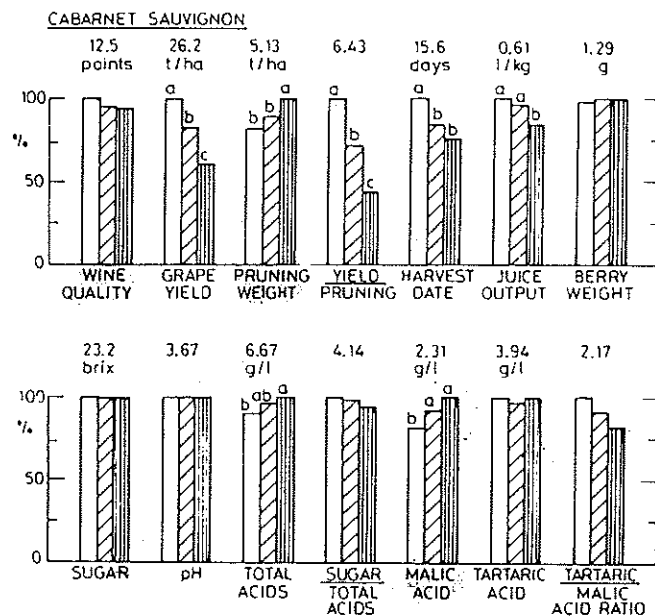 CABARNET SAUVIGNON
12.5 26.2 5.13 6.43 15.6 0.61 1.29
points t/ha t/ha days l/kg g
a a a a a
100 a
b b b b b
% b
50 c c
0
WINE GRAPE PRUNING YIELD HARVEST JUICE BERRY
QUALITY YIELD WEIGHT PRUNING DATE OUTPUT WEIGHT
23.2 3.67 6.67 4.14 2.31 3.94 2.17
brix g/l g/l g/l
100 b ab a b a a
%
50
0
SUGAR pH TOTAL SUGAR MALIC TARTARIC TARTARIC
ACIDS TOTAL ACID ACID MALIC
ACIDS ACID RATIO